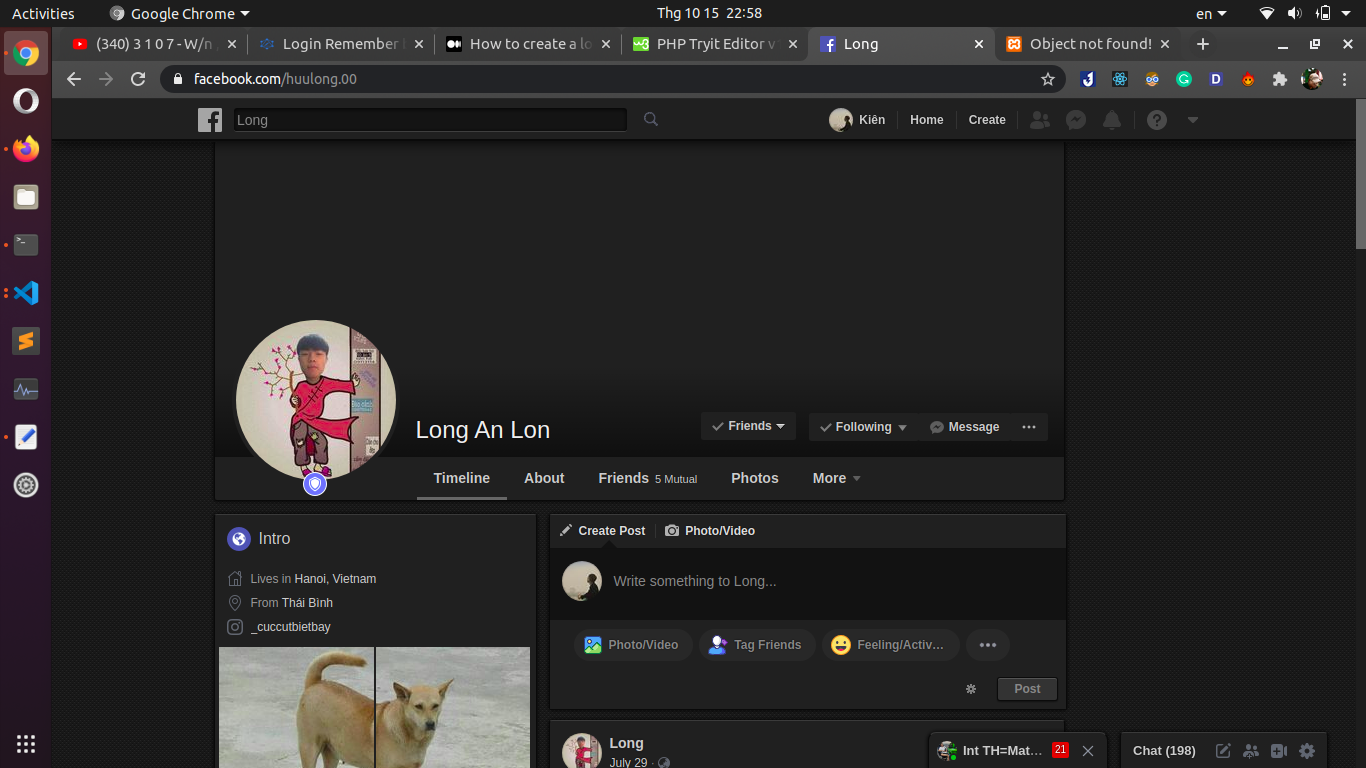 Activities
Google Chrome
Thg 10 15 22:58
en
(340) 3 1 0 7 - W/n
Login Remember
How to create a lo
PHP Tryit Editor v
Long
Object not found!
facebook.com/huulong.00
Long
Kiên
Home
Create
Long An Lon
Friends
Following
Message
Timeline
About
Friends 5 Mutual
Photos
More
Intro
Lives in Hanoi, Vietnam
From Thái Bình
_cuccutbietbay
Create Post
Photo/Video
Write something to Long...
Photo/Video
Tag Friends
Feeling/Activ...
Post
Long
July 29 ·
Int TH=Mat... 21
Chat (198)